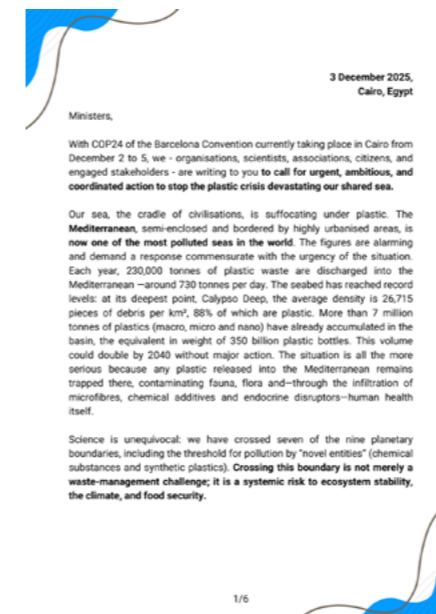 3 December 2025,
Cairo, Egypt
Ministers,
With COP24 of the Barcelona Convention currently taking place in Cairo from
December 2 to 5, we - organisations, scientists, associations, citizens, and
engaged stakeholders - are writing to you to call for urgent, ambitious, and
coordinated action to stop the plastic crisis devastating our shared sea.
Our sea, the cradle of civilisations, is suffocating under plastic. The
Mediterranean, semi-enclosed and bordered by highly urbanised areas, is
now one of the most polluted seas in the world. The figures are alarming
and demand a response commensurate with the urgency of the situation.
Each year, 230,000 tonnes of plastic waste are discharged into the
Mediterranean —around 730 tonnes per day. The seabed has reached record
levels: at its deepest point, Calypso Deep, the average density is 26,715
pieces of debris per km², 88% of which are plastic. More than 7 million
tonnes of plastics (macro, micro and nano) have already accumulated in the
basin, the equivalent in weight of 350 billion plastic bottles. This volume
could double by 2040 without major action. The situation is all the more
serious because any plastic released into the Mediterranean remains
trapped there, contaminating fauna, flora and—through the infiltration of
microfibres, chemical additives and endocrine disruptors—human health
itself.
Science is unequivocal: we have crossed seven of the nine planetary
boundaries, including the threshold for pollution by "novel entities" (chemical
substances and synthetic plastics). Crossing this boundary is not merely a
waste-management challenge; it is a systemic risk to ecosystem stability,
the climate, and food security.
1/6